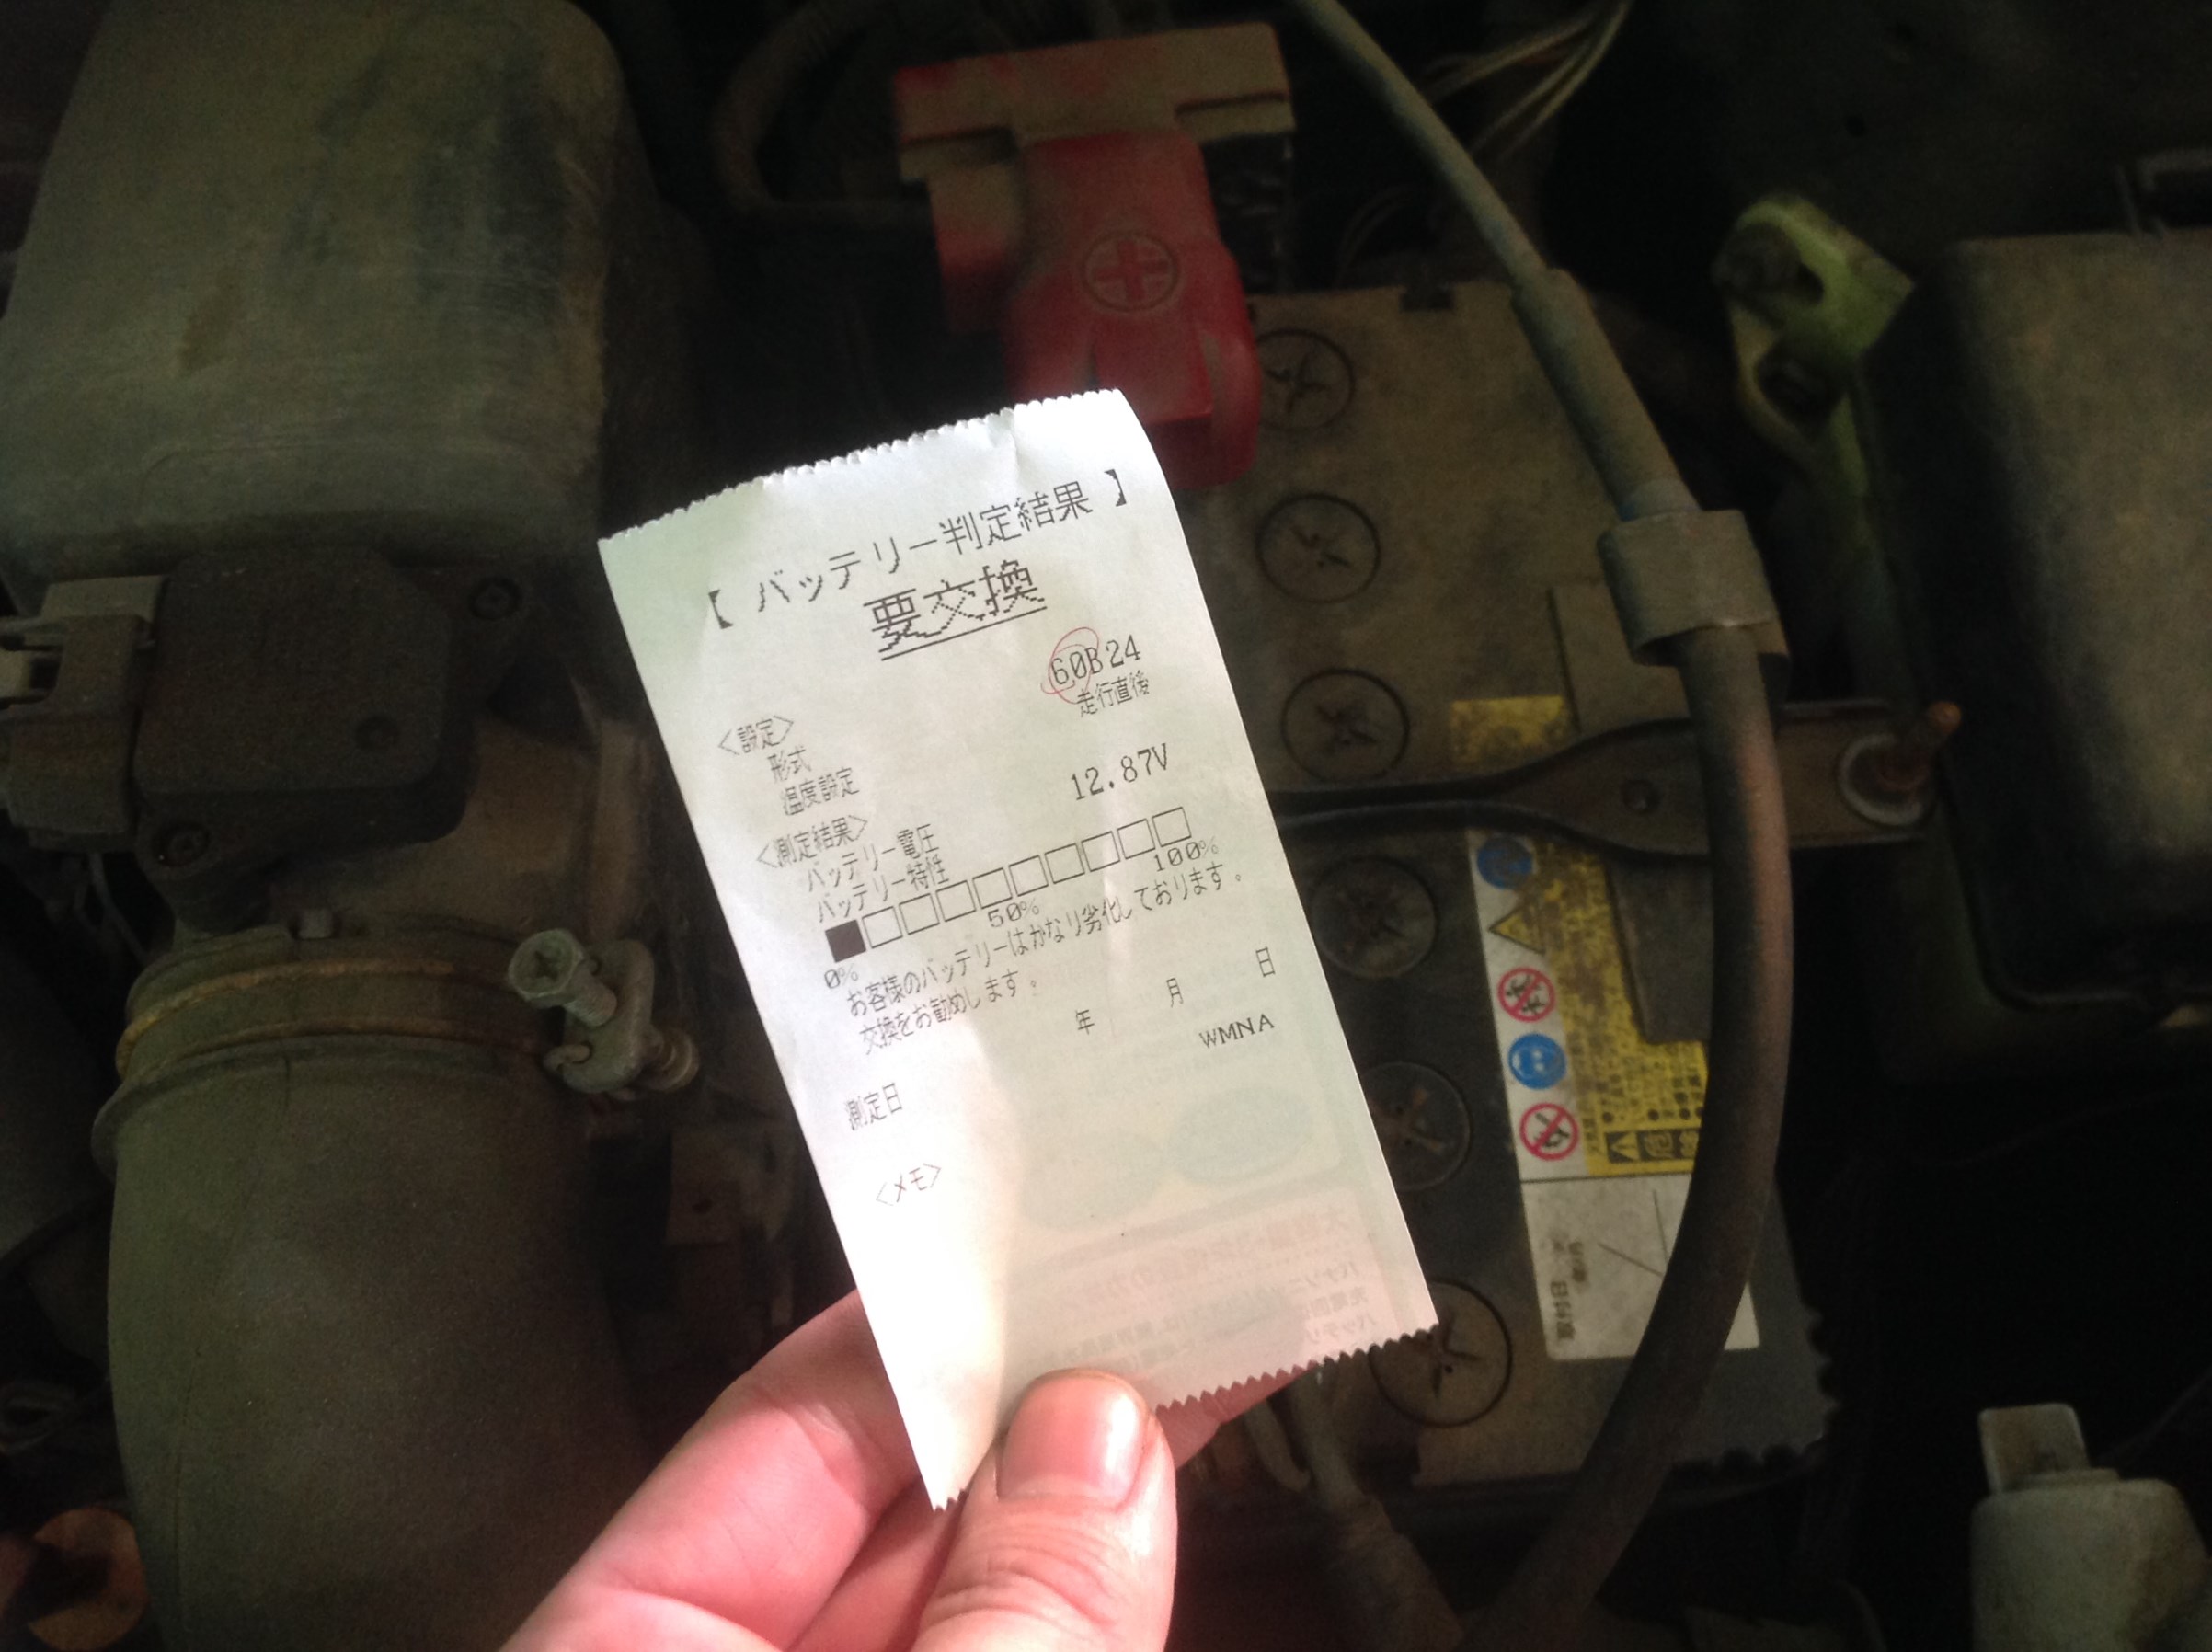 【 バッテリー判定結果 】
要交換
<設定>
形式 60B24
温度設定 走行直後
<測定結果>
バッテリー電圧 12.87V
バッテリー特性
0% 50% 100%
お客様のバッテリーはかなり劣化しております。
交換をお勧めします。
測定日 年 月 日
WMNA
<メモ>
危